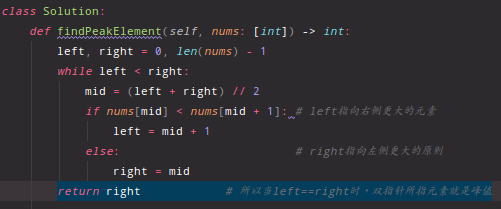 class Solution:
def findPeakElement(self, nums: [int]) -> int:
left, right = 0, len(nums) - 1
while left < right:
mid = (left + right) // 2
if nums[mid] < nums[mid + 1]: # left指向右侧更大的元素
left = mid + 1
else: # right指向左侧更大的原则
right = mid
return right # 所以当left==right时，双指针所指元素就是峰值